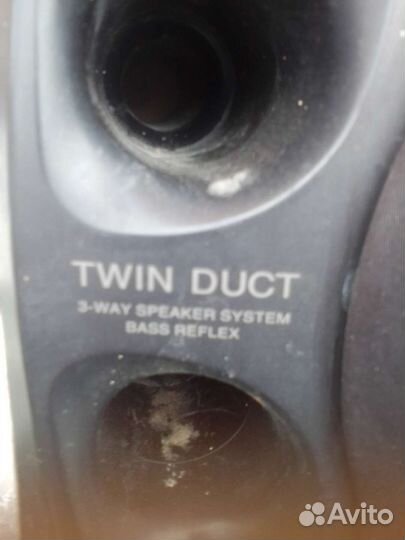 TWIN DUCT
3-WAY SPEAKER SYSTEM
BASS REFLEX
Avito